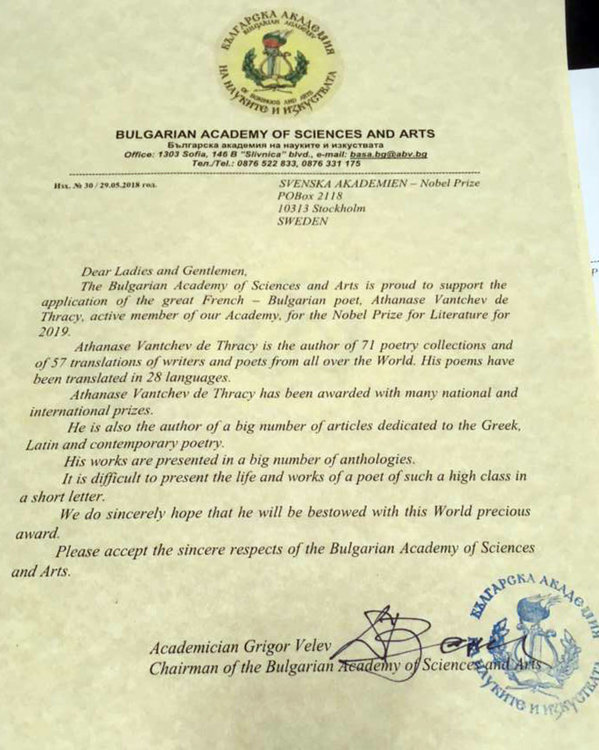 БЪЛГАРСКА АКАДЕМИЯ
BULGARIAN ACADEMY
OF SCIENCES AND ARTS
НА НАУКИТЕ И ИЗКУСТВАТА
BULGARIAN ACADEMY OF SCIENCES AND ARTS
Българска академия на науките и изкуствата
Office: 1303 Sofia, 146 B "Slivnica" blvd., e-mail: basa.bg@abv.bg
Тел./Tel.: 0876 522 833, 0876 331 175
Изх. № 30 / 29.05.2018 год.
SVENSKA AKADEMIEN – Nobel Prize
POBox 2118
10313 Stockholm
SWEDEN
Dear Ladies and Gentlemen,
The Bulgarian Academy of Sciences and Arts is proud to support the
application of the great French – Bulgarian poet, Athanase Vantchev de
Thracy, active member of our Academy, for the Nobel Prize for Literature for
2019.
Athanase Vantchev de Thracy is the author of 71 poetry collections and
of 57 translations of writers and poets from all over the World. His poems have
been translated in 28 languages.
Athanase Vantchev de Thracy has been awarded with many national and
international prizes.
He is also the author of a big number of articles dedicated to the Greek,
Latin and contemporary poetry.
His works are presented in a big number of anthologies.
It is difficult to present the life and works of a poet of such a high class in
a short letter.
We do sincerely hope that he will be bestowed with this World precious
award.
Please accept the sincere respects of the Bulgarian Academy of Sciences
and Arts.
Academician Grigor Velev
Chairman of the Bulgarian Academy of Sciences and Arts
БЪЛГАРСКА АКАДЕМИЯ
НА НАУКИТЕ И ИЗКУСТВАТА